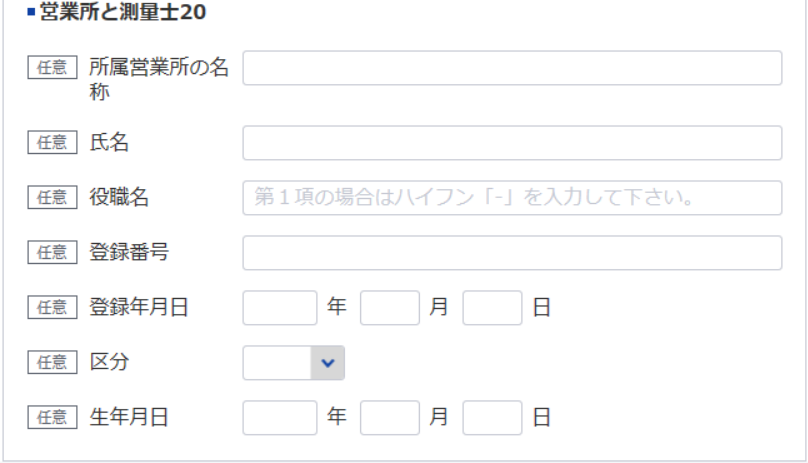 営業所と測量士20
任意 所属営業所の名
称
任意 氏名
任意 役職名 第１項の場合はハイフン「-」を入力して下さい。
任意 登録番号
任意 登録年月日 年 月 日
任意 区分
任意 生年月日 年 月 日